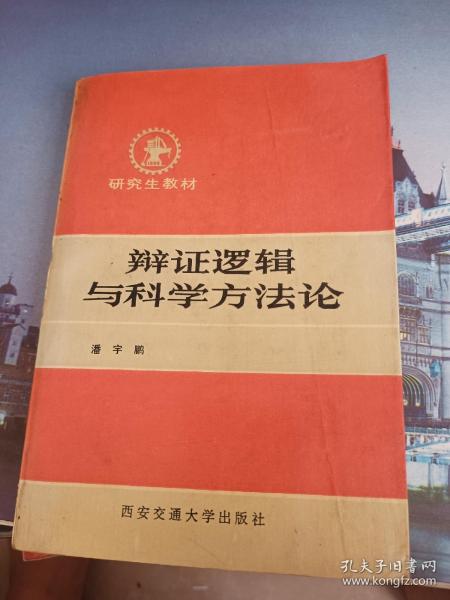 1896
研究生教材
辩证逻辑
与科学方法论
潘宇鹏
西安交通大学出版社
孔夫子旧书网
www.kongfz.com